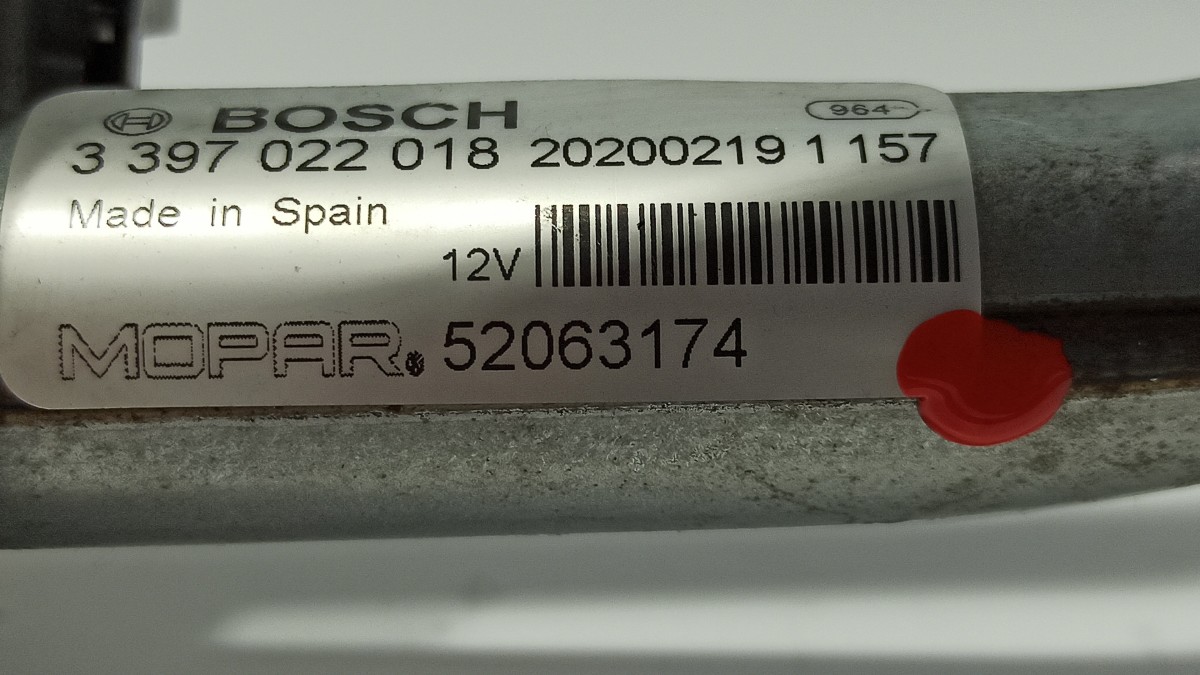 BOSCH 964
3 397 022 018 20200219 1 157
Made in Spain
12V
MOPAR® 52063174